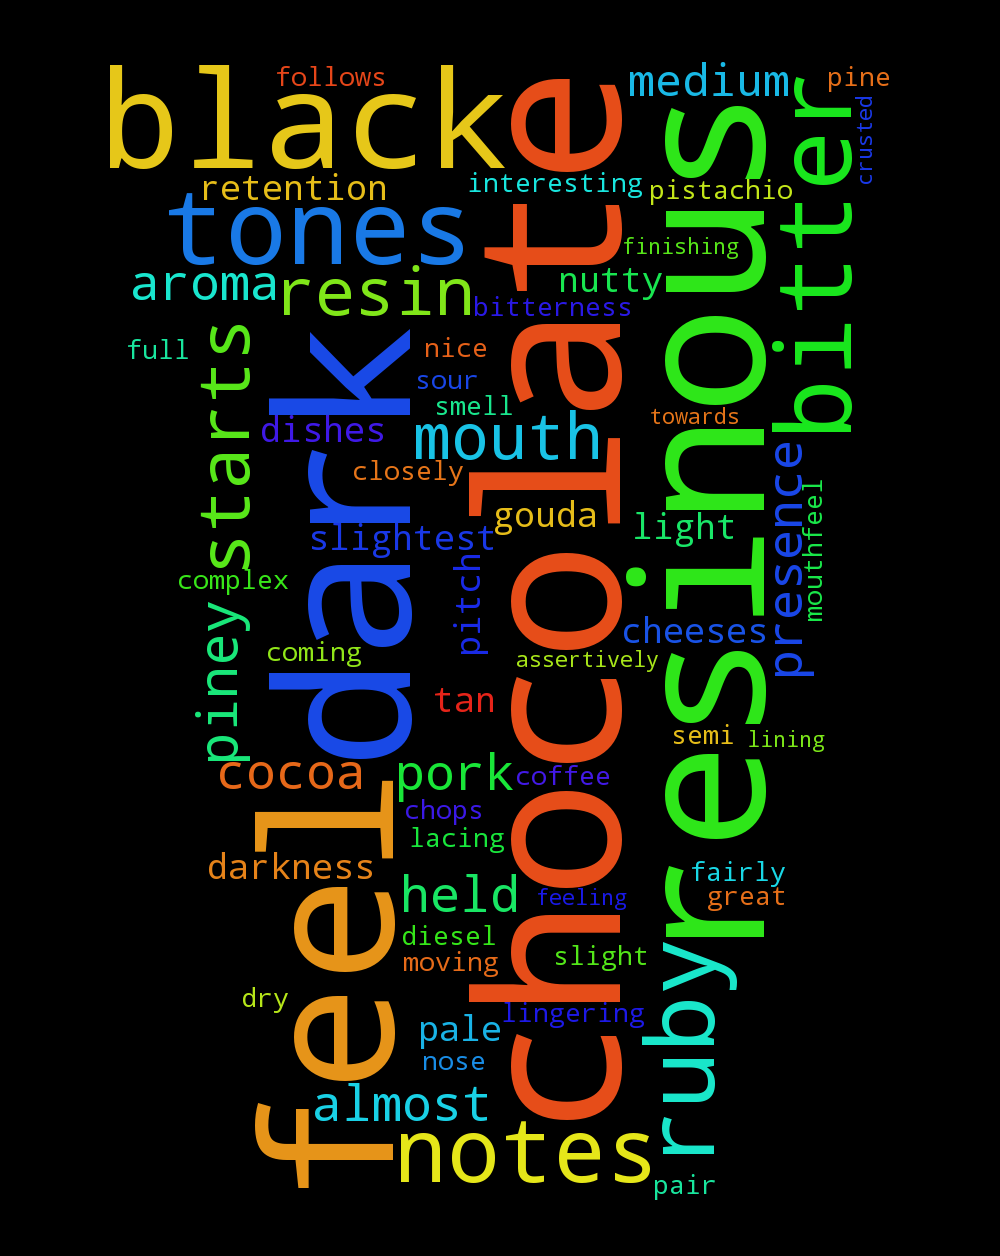 black
follows
medium
pine
chocolate
resinous
bitter
crusted
retention
interesting
pistachio
tones
finishing
aroma
resin
nutty
bitterness
full
starts
dark
nice
sour
smell
towards
dishes
mouth
closely
presence
mouthfeel
gouda
light
slightest
pitch
complex
piney
cheeses
coming
assertively
tan
semi
lining
cocoa
pork
coffee
feel
chops
lacing
darkness
fairly
held
feeling
great
diesel
slight
moving
ruby
dry
lingering
pale
nose
almost
notes
pair